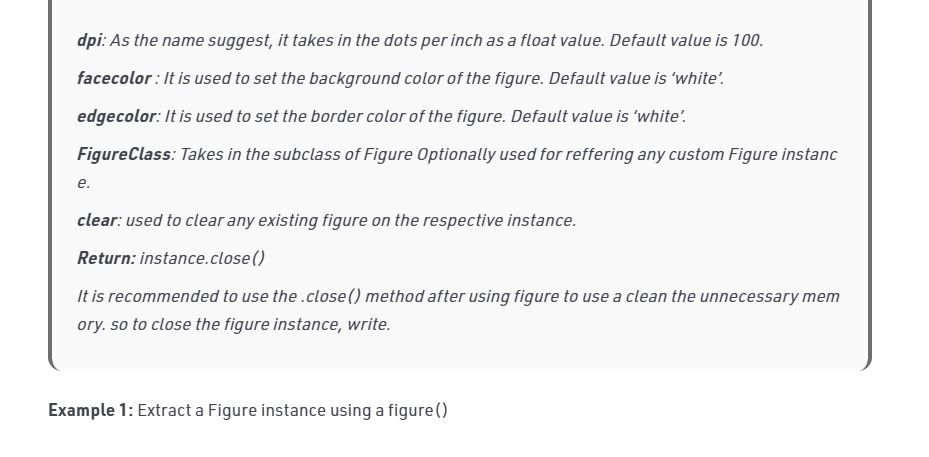 dpi: As the name suggest, it takes in the dots per inch as a float value. Default value is 100.
facecolor : It is used to set the background color of the figure. Default value is ‘white’.
edgecolor: It is used to set the border color of the figure. Default value is ‘white’.
FigureClass: Takes in the subclass of Figure Optionally used for reffering any custom Figure instanc
e.
clear: used to clear any existing figure on the respective instance.
Return: instance.close()
It is recommended to use the .close() method after using figure to use a clean the unnecessary mem
ory. so to close the figure instance, write.
Example 1: Extract a Figure instance using a figure()